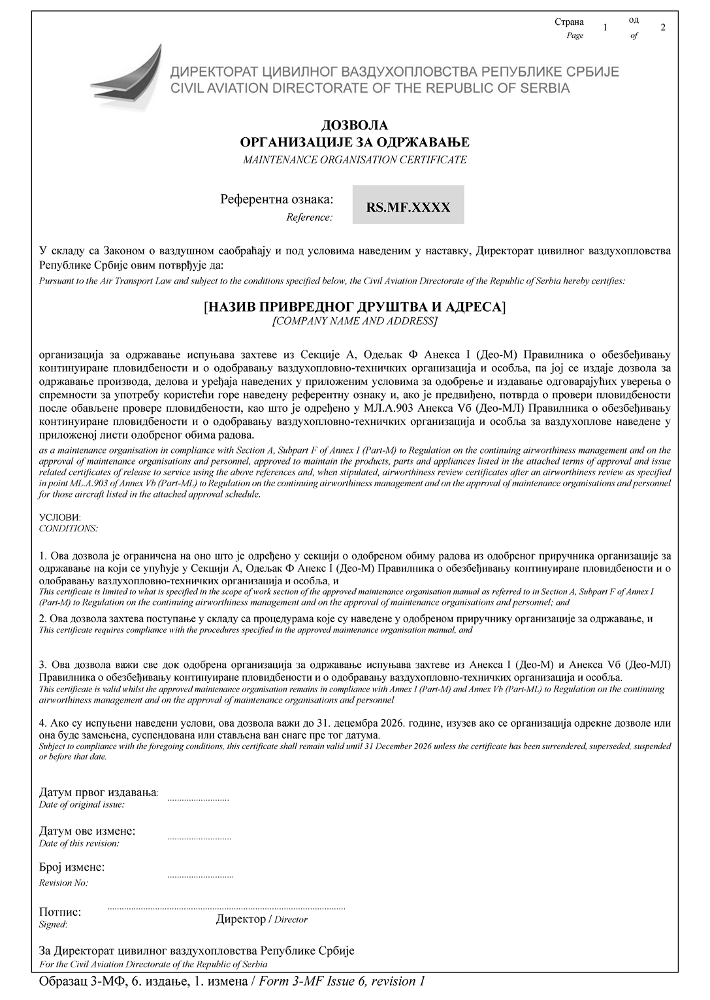 Страна 1 од 2
Page of
ДИРЕКТОРАТ ЦИВИЛНОГ ВАЗДУХОПЛОВСТВА РЕПУБЛИКЕ СРБИЈЕ
CIVIL AVIATION DIRECTORATE OF THE REPUBLIC OF SERBIA
ДОЗВОЛА
ОРГАНИЗАЦИЈЕ ЗА ОДРЖАВАЊЕ
MAINTENANCE ORGANISATION CERTIFICATE
Референтна ознака:
Reference:
RS.MF.XXXX
У складу са Законом о ваздушном саобраћају и под условима наведеним у наставку, Директорат цивилног ваздухопловства
Републике Србије овим потврђује да:
Pursuant to the Air Transport Law and subject to the conditions specified below, the Civil Aviation Directorate of the Republic of Serbia hereby certifies:
[НАЗИВ ПРИВРЕДНОГ ДРУШТВА И АДРЕСА]
[COMPANY NAME AND ADDRESS]
организација за одржавање испуњава захтеве из Секције А, Одељак Ф Анекса I (Део-М) Правилника о обезбеђивању
континуиране пловидбености и о одобравању ваздухопловно-техничких организација и особља, па јој се издаје дозвола за
одржавање производа, делова и уређаја наведених у приложеним условима за одобрење и издавање одговарајућих уверења о
спремности за употребу користећи горе наведену референтну ознаку и, ако је предвиђено, потврда о провери пловидбености
после обављене провере пловидбености, као што је одређено у МЛ.А.903 Анекса Vб (Део-МЛ) Правилника о обезбеђивању
континуиране пловидбености и о одобравању ваздухопловно-техничких организација и особља за ваздухоплове наведене у
приложеној листи одобреног обима радова.
as a maintenance organisation in compliance with Section A, Subpart F of Annex I (Part-M) to Regulation on the continuing airworthiness management and on the
approval of maintenance organisations and personnel, approved to maintain the products, parts and appliances listed in the attached terms of approval and issue
related certificates of release to service using the above references and, when stipulated, airworthiness review certificates after an airworthiness review as specified
in point ML.A.903 of Annex Vb (Part-ML) to Regulation on the continuing airworthiness management and on the approval of maintenance organisations and personnel
for those aircraft listed in the attached approval schedule.
УСЛОВИ:
CONDITIONS:
1. Ова дозвола је ограничена на оно што је одређено у секцији о одобреном обиму радова из одобреног приручника организације за
одржавање на који се упућује у Секцији А, Одељак Ф Анекс I (Део-М) Правилника о обезбеђивању континуиране пловидбености и о
одобравању ваздухопловно-техничких организација и особља, и
This certificate is limited to what is specified in the scope of work section of the approved maintenance organisation manual as referred to in Section A, Subpart F of Annex I
(Part-M) to Regulation on the continuing airworthiness management and on the approval of maintenance organisations and personnel; and
2. Ова дозвола захтева поступање у складу са процедурама које су наведене у одобреном приручнику организације за одржавање, и
This certificate requires compliance with the procedures specified in the approved maintenance organisation manual, and
3. Ова дозвола важи све док одобрена организација за одржавање испуњава захтеве из Анекса I (Део-М) и Анекса Vб (Део-МЛ)
Правилника о обезбеђивању континуиране пловидбености и о одобравању ваздухопловно-техничких организација и особља.
This certificate is valid whilst the approved maintenance organisation remains in compliance with Annex I (Part-M) and Annex Vb (Part-ML) to Regulation on the continuing
airworthiness management and on the approval of maintenance organisations and personnel
4. Ако су испуњени наведени услови, ова дозвола важи до 31. децембра 2026. године, изузев ако се организација одрекне дозволе или
она буде замењена, суспендована или стављена ван снаге пре тог датума.
Subject to compliance with the foregoing conditions, this certificate shall remain valid until 31 December 2026 unless the certificate has been surrendered, superseded, suspended
or before that date.
Датум првог издавања: ..........................
Date of original issue:
Датум ове измене: ...........................
Date of this revision:
Број измене: ............................
Revision No:
Потпис: ....................................................................................................
Signed:
Директор / Director
За Директорат цивилног ваздухопловства Републике Србије
For the Civil Aviation Directorate of the Republic of Serbia
Образац 3-МФ, 6. издање, 1. измена / Form 3-MF Issue 6, revision 1